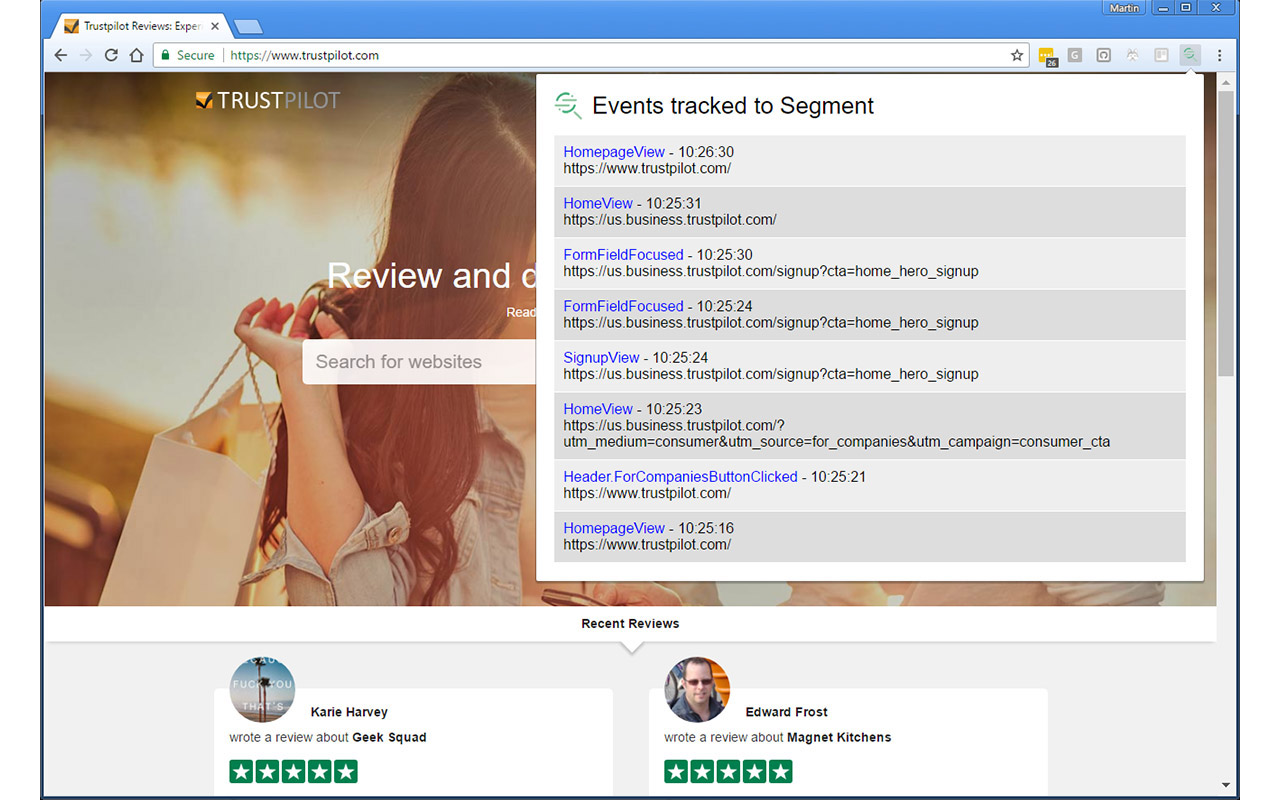 Martin
Trustpilot Reviews: Exper
Secure
https://www.trustpilot.com
26
G
TRUSTPILOT
Events tracked to Segment
HomepageView - 10:26:30
https://www.trustpilot.com/
HomeView - 10:25:31
https://us.business.trustpilot.com/
FormFieldFocused - 10:25:30
https://us.business.trustpilot.com/signup?cta=home_hero_signup
FormFieldFocused - 10:25:24
https://us.business.trustpilot.com/signup?cta=home_hero_signup
SignupView - 10:25:24
https://us.business.trustpilot.com/signup?cta=home_hero_signup
HomeView - 10:25:23
https://us.business.trustpilot.com/?
utm_medium=consumer&utm_source=for_companies&utm_campaign=consumer_cta
Header.ForCompaniesButtonClicked - 10:25:21
https://www.trustpilot.com/
HomepageView - 10:25:16
https://www.trustpilot.com/
Review and d
Read
Search for websites
Recent Reviews
FUCK YOU
THAT'S
Karie Harvey
wrote a review about Geek Squad
Edward Frost
wrote a review about Magnet Kitchens